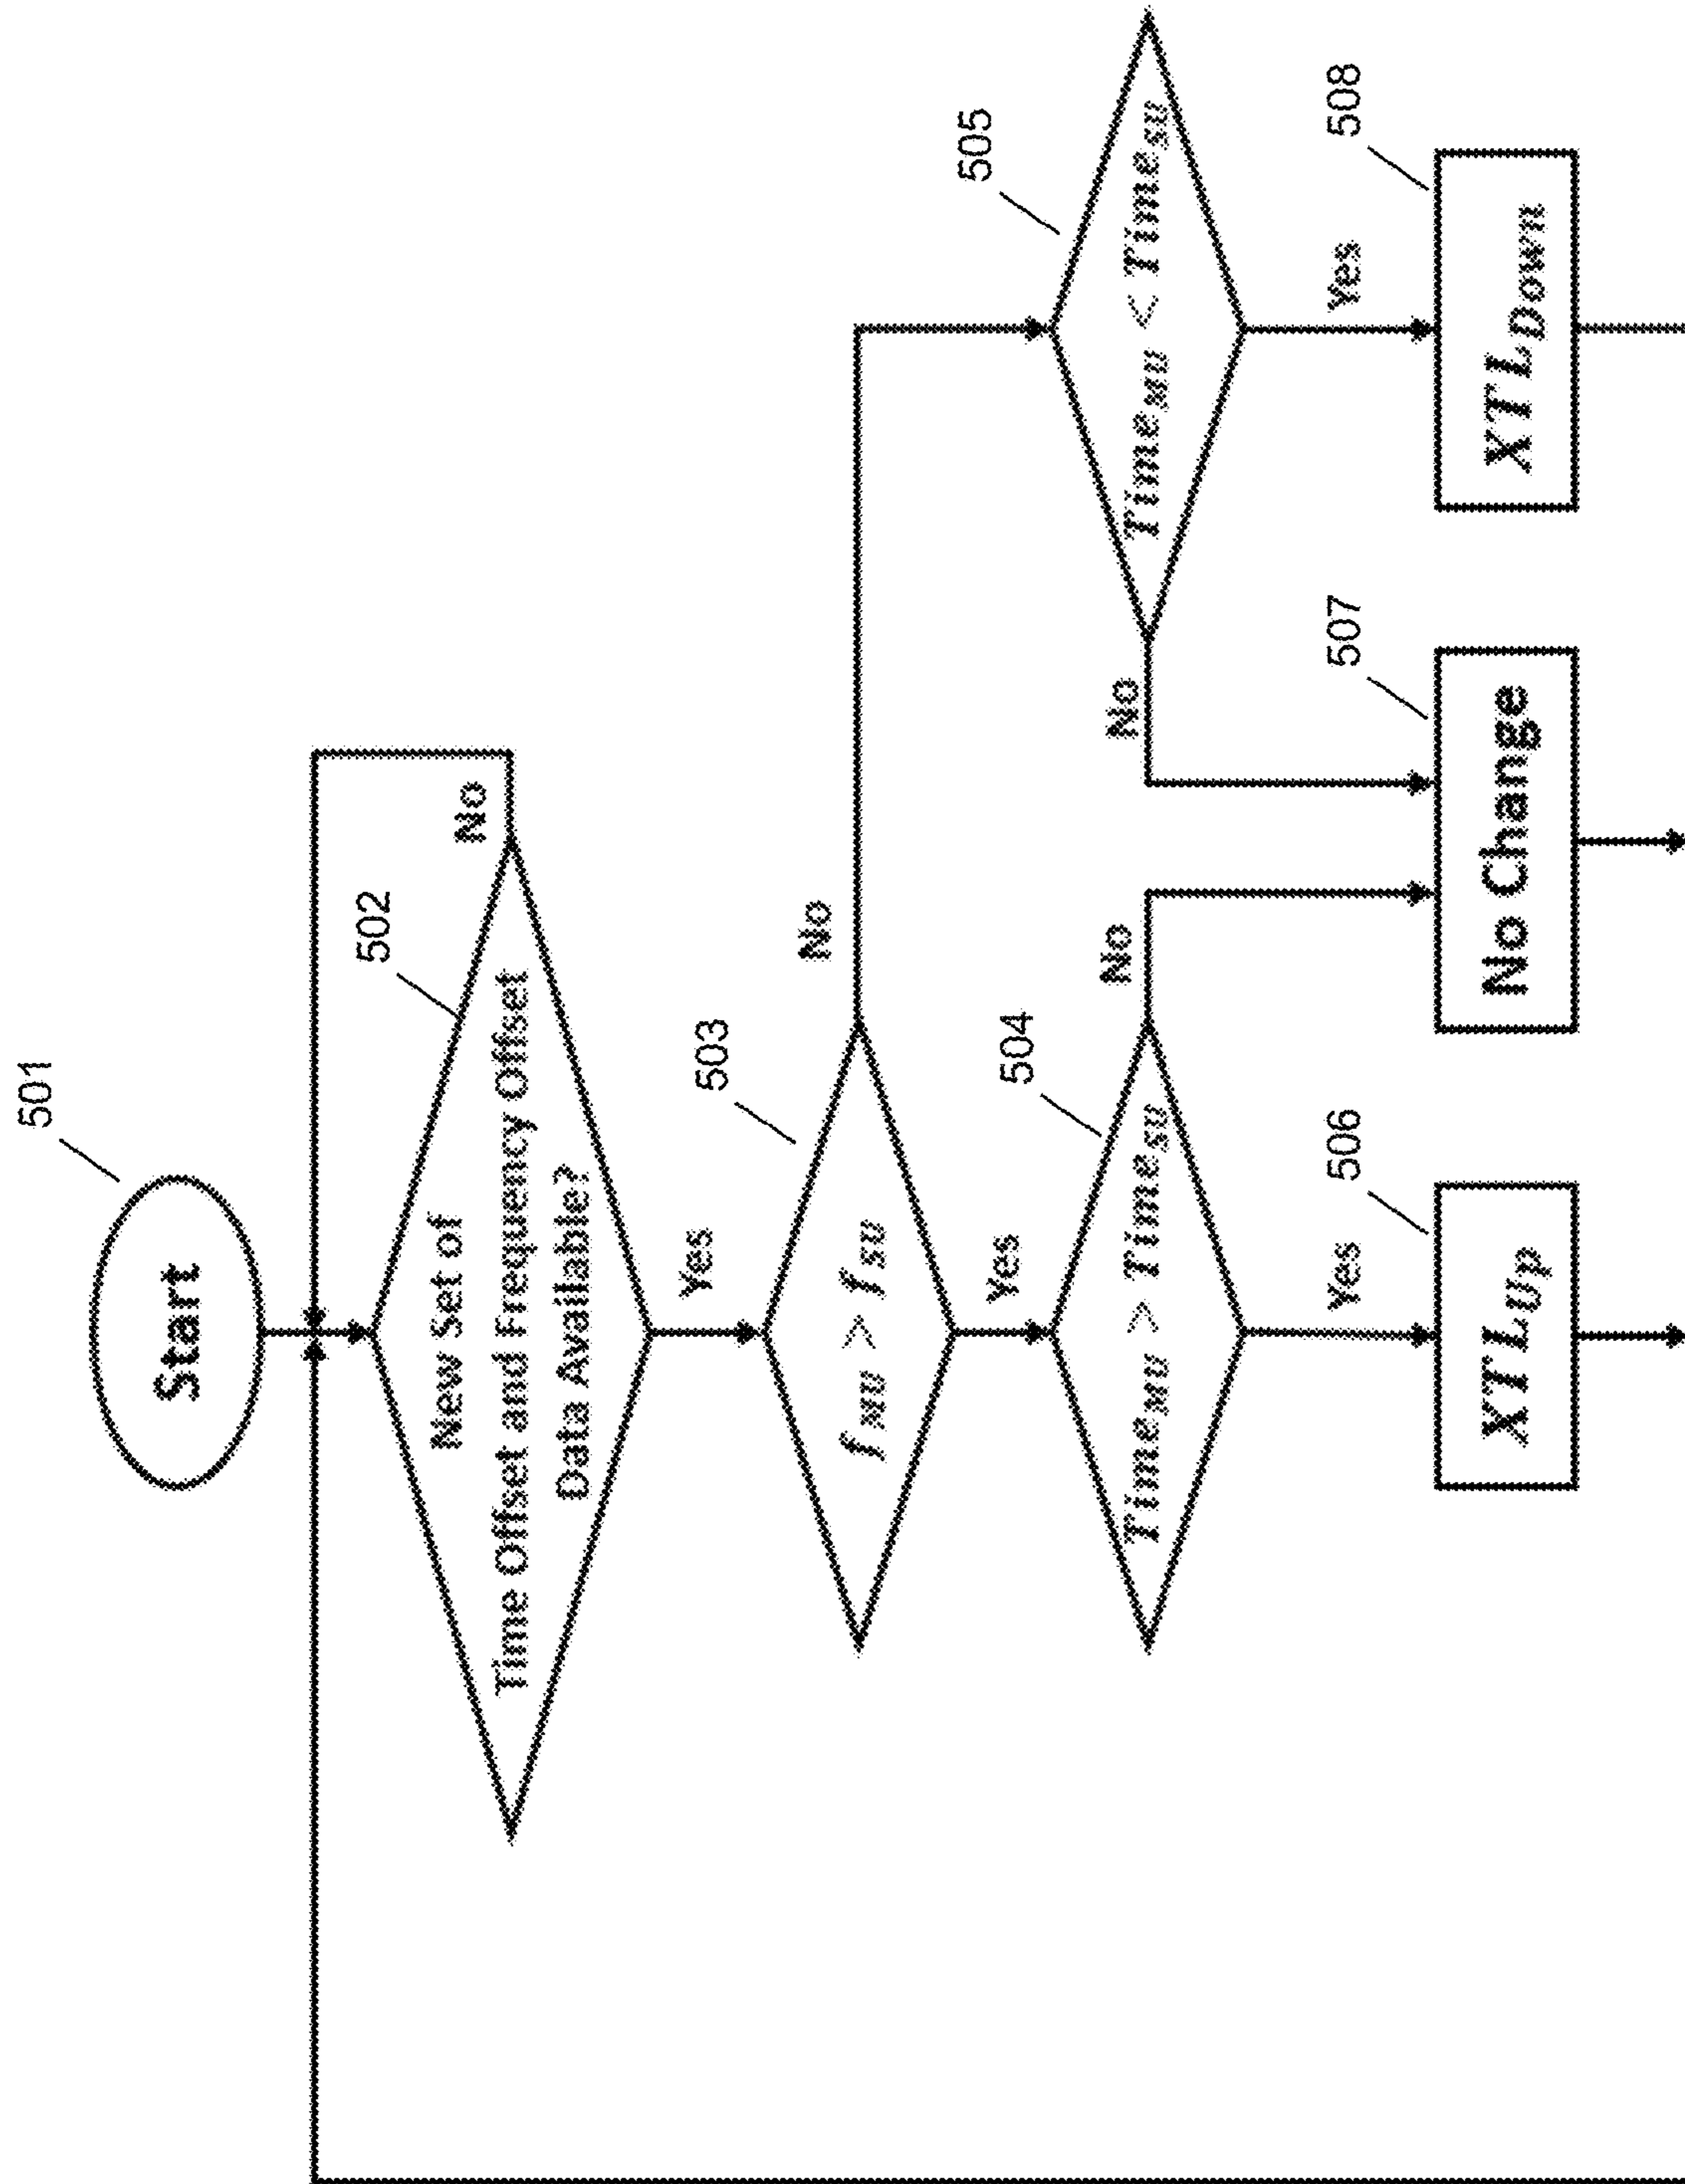 501
Start
502
New Set of
Time Offset and Frequency Offset
Data Available?
No
Yes
503
f_MU > f_SU
No
Yes
504
Time_MU > Time_SU
No
505
Time_MU < Time_SU
No
Yes
Yes
506
XTL_Up
507
No Change
508
XTL_Down